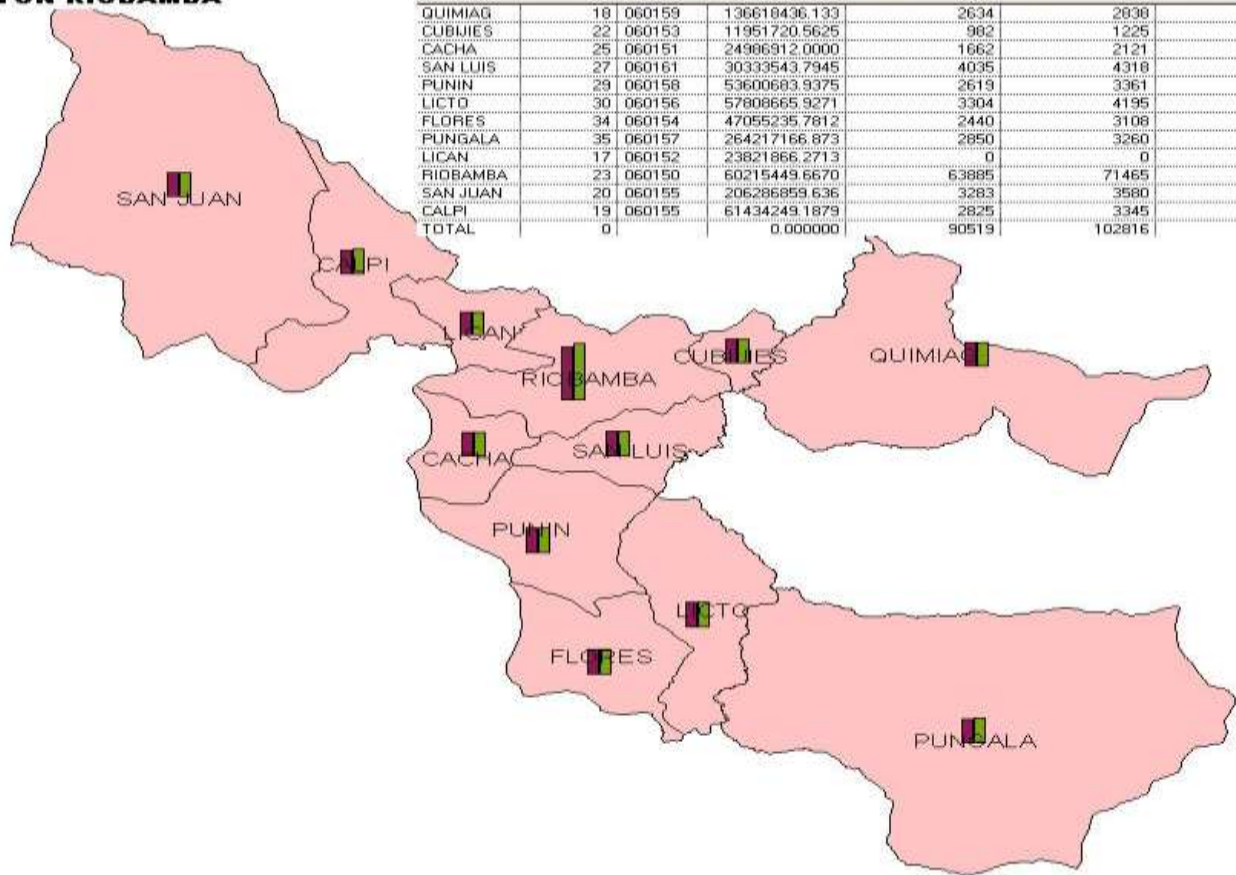 RIOBAMBA
QUIMIAG 18 060159 136618436.133 2634 2838
CUBIJIES 22 060153 11951720.5625 982 1225
CACHA 25 060151 24986912.0000 1662 2121
SAN LUIS 27 060161 30333543.7945 4035 4318
PUNIN 29 060158 53600683.9375 2619 3361
LICTO 30 060156 57808665.9271 3304 4195
FLORES 34 060154 47055235.7812 2440 3108
PUNGALA 35 060157 264217166.873 2850 3260
LICAN 17 060152 23821866.2713 0 0
RIOBAMBA 23 060150 60215449.6670 63885 71465
SAN JUAN 20 060155 206286859.636 3283 3580
CALPI 19 060155 61434249.1879 2825 3345
TOTAL 0 0.000000 90519 102816
SAN JUAN
CALPI
LICAN
CUBIJIES
QUIMIAG
RIOBAMBA
CACHA
SAN LUIS
PUNIN
LICTO
FLORES
PUNGALA